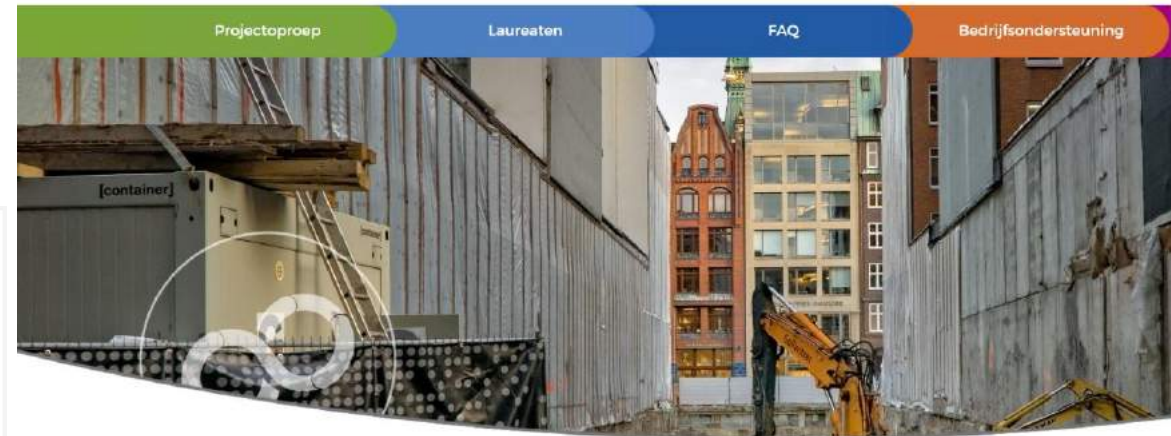 Projectoproep
Laureaten
FAQ
Bedrijfsondersteuning
[container]